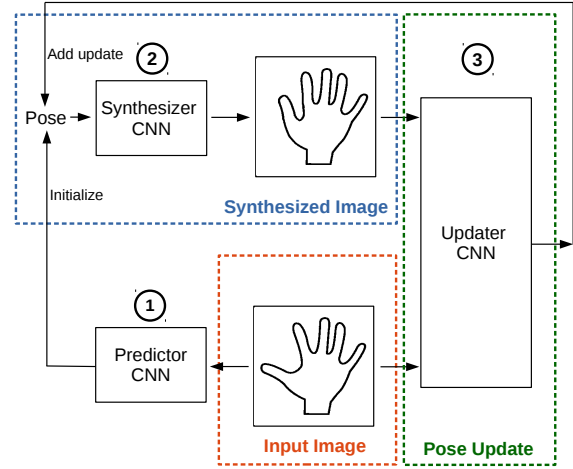 Add update
2
3
Pose
Synthesizer
CNN
Initialize
Synthesized Image
Updater
CNN
1
Predictor
CNN
Input Image
Pose Update